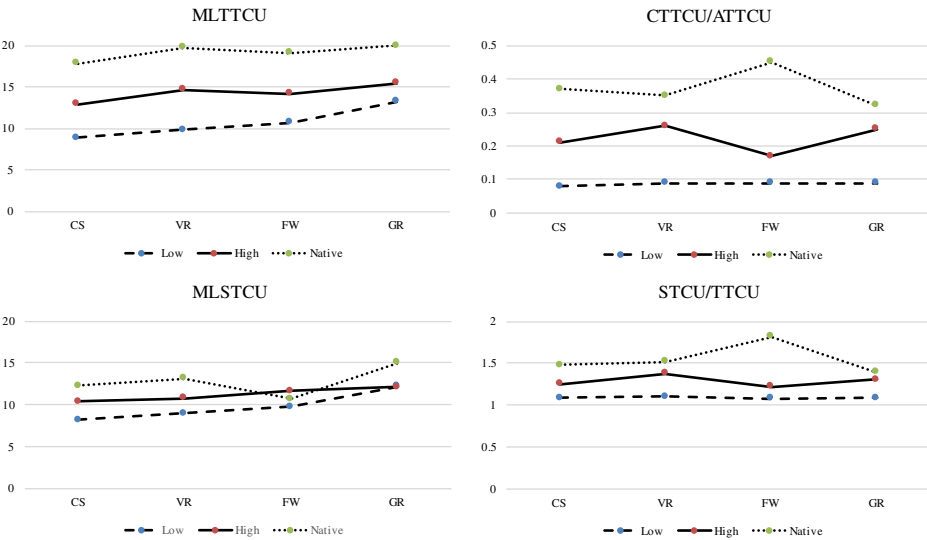 MLTTCU
20
15
10
5
0
CS VR FW GR
Low High Native
CTTCU/ATTCU
0.5
0.4
0.3
0.2
0.1
0
CS VR FW GR
Low High Native
MLSTCU
20
15
10
5
0
CS VR FW GR
Low High Native
STCU/TTCU
2
1.5
1
0.5
0
CS VR FW GR
Low High Native